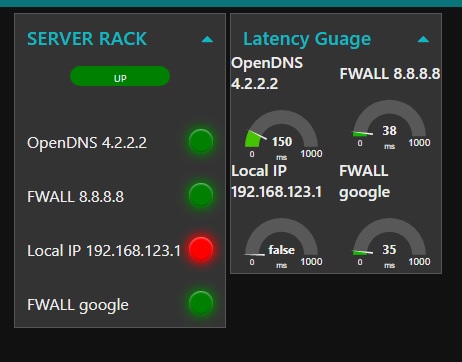 SERVER RACK
UP
OpenDNS 4.2.2.2
FWALL 8.8.8.8
Local IP 192.168.123.1
FWALL google
Latency Guage
OpenDNS
4.2.2.2
150
ms
0
1000
FWALL 8.8.8.8
38
ms
0
1000
Local IP
192.168.123.1
false
ms
0
1000
FWALL
google
35
ms
0
1000